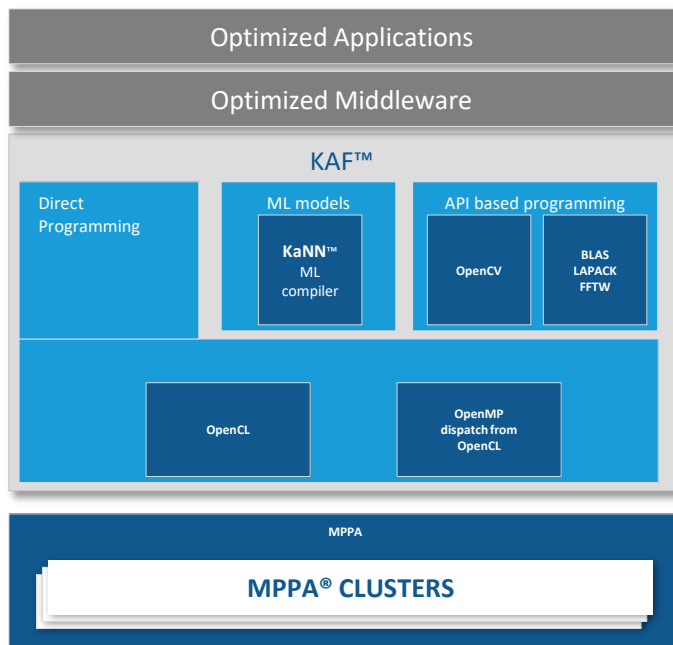 Optimized Applications
Optimized Middleware
KAF™
Direct
Programming
ML models
KaNN™
ML
compiler
API based programming
OpenCV
BLAS
LAPACK
FFTW
OpenCL
OpenMP
dispatch from
OpenCL
MPPA
MPPA® CLUSTERS